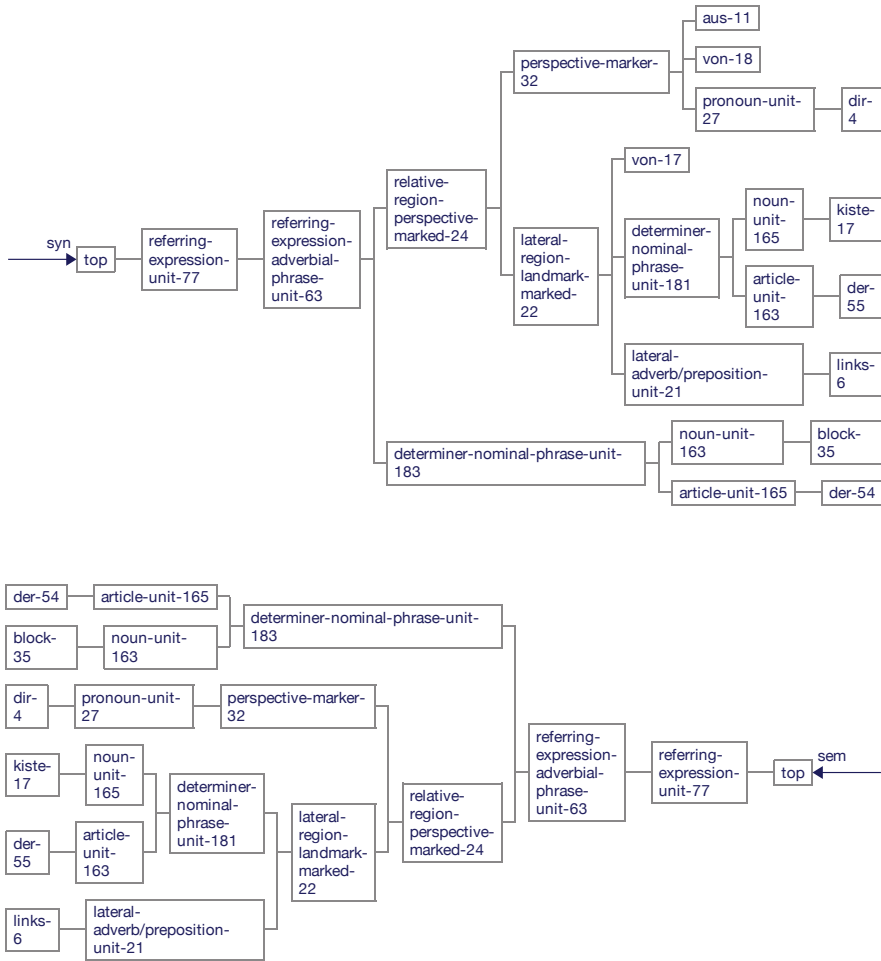 aus-11
von-18
perspective-marker-
32
pronoun-unit-
27
dir-
4
von-17
relative-
region-
perspective-
marked-24
noun-
unit-
165
kiste-
17
syn
top
referring-
expression-
unit-77
referring-
expression-
adverbial-
phrase-
unit-63
lateral-
region-
landmark-
marked-
22
determiner-
nominal-
phrase-
unit-181
article-
unit-
163
der-
55
lateral-
adverb/preposition-
unit-21
links-
6
determiner-nominal-phrase-unit-
183
noun-unit-
163
block-
35
article-unit-165
der-54
der-54
article-unit-165
block-
35
noun-unit-
163
determiner-nominal-phrase-unit-
183
dir-
4
pronoun-unit-
27
perspective-marker-
32
kiste-
17
noun-
unit-
165
der-
55
article-
unit-
163
determiner-
nominal-
phrase-
unit-181
links-
6
lateral-
adverb/preposition-
unit-21
lateral-
region-
landmark-
marked-
22
relative-
region-
perspective-
marked-24
referring-
expression-
adverbial-
phrase-
unit-63
referring-
expression-
unit-77
top
sem